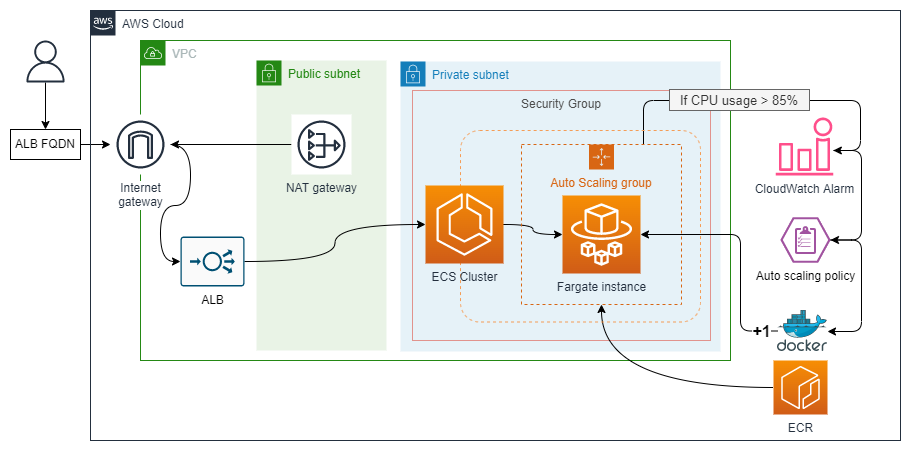 aws
AWS Cloud
VPC
Public subnet
Private subnet
Security Group
If CPU usage > 85%
ALB FQDN
Internet
gateway
NAT gateway
Auto Scaling group
CloudWatch Alarm
ECS Cluster
Fargate instance
Auto scaling policy
ALB
+1
docker
ECR